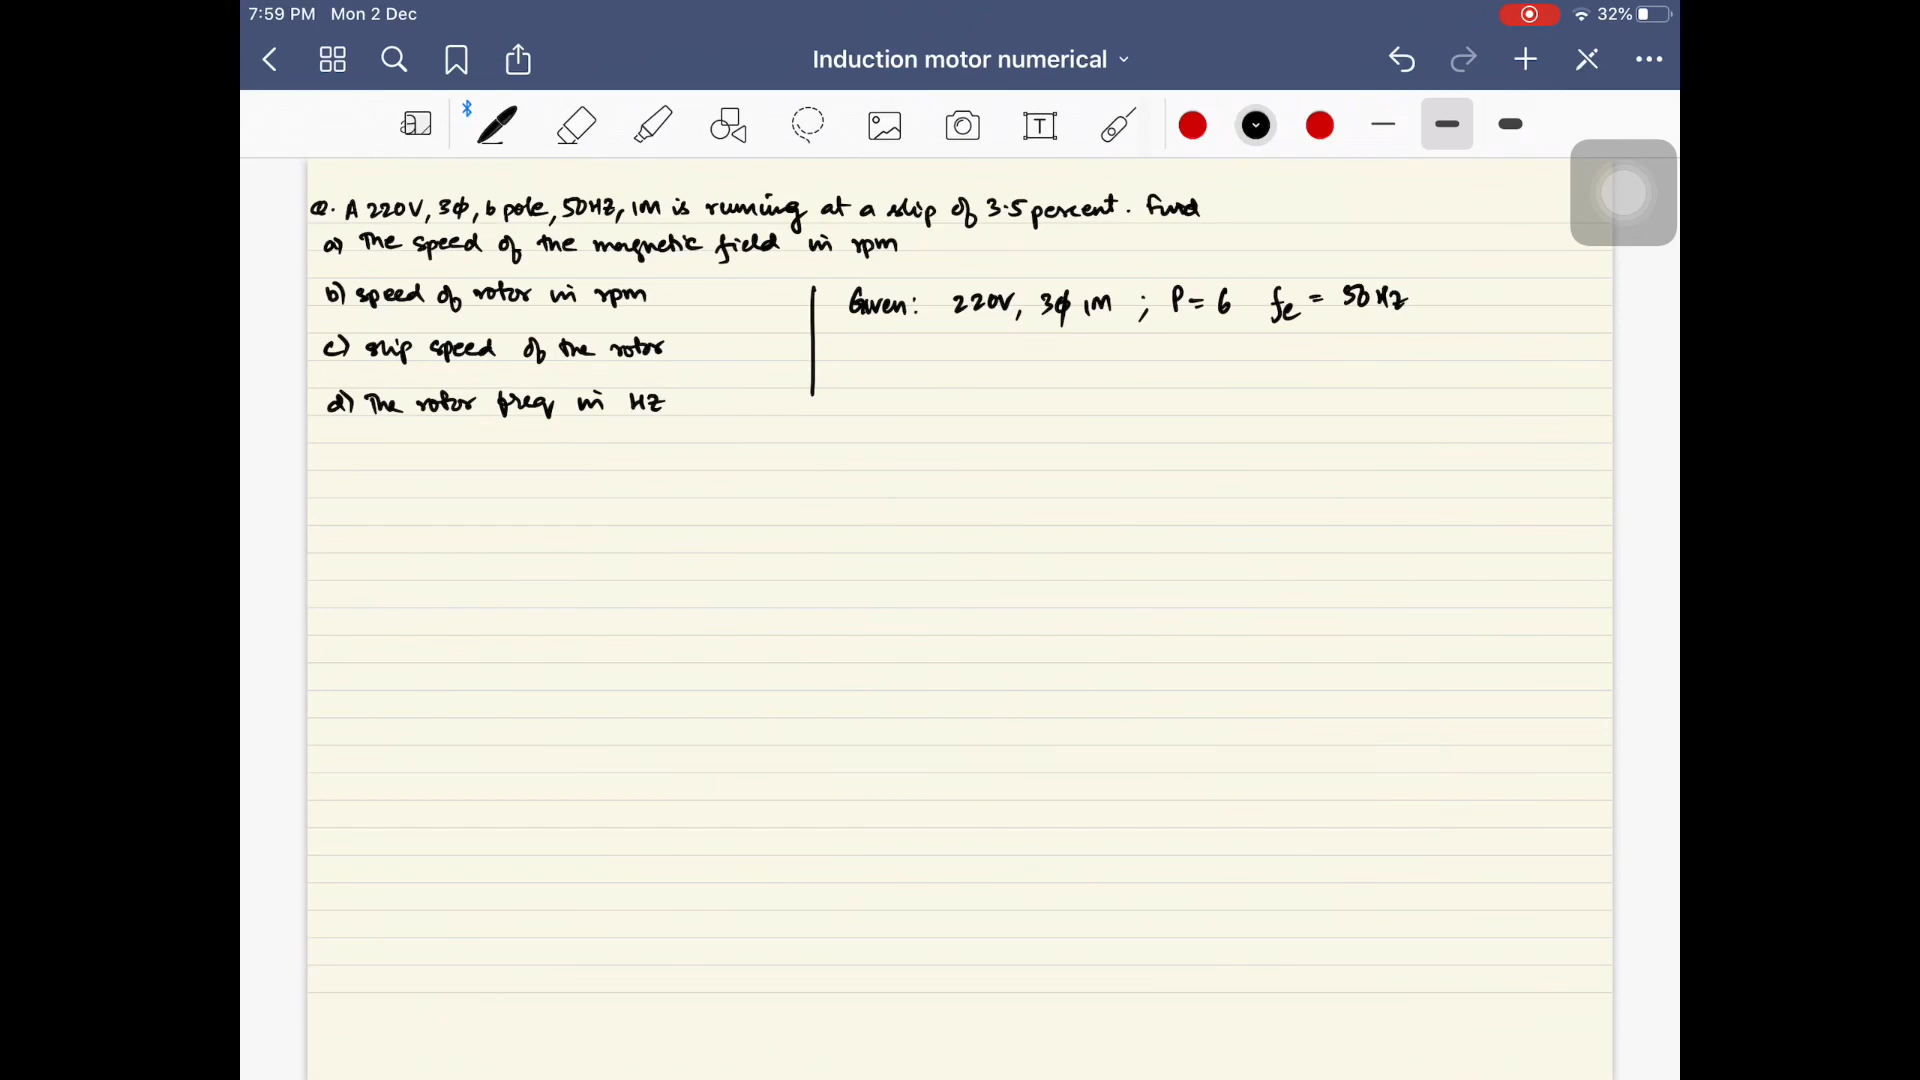 7:59 PM Mon 2 Dec
32%
Induction motor numerical
Q. A 220V, 3ϕ, 6 pole, 50HZ, IM is running at a slip of 3.5 percent. Find
a) The speed of the magnetic field in rpm
b) speed of rotor in rpm
c) slip speed of the rotor
d) The rotor freq in HZ
Given: 220V, 3ϕ IM ; P = 6 fe = 50 Hz